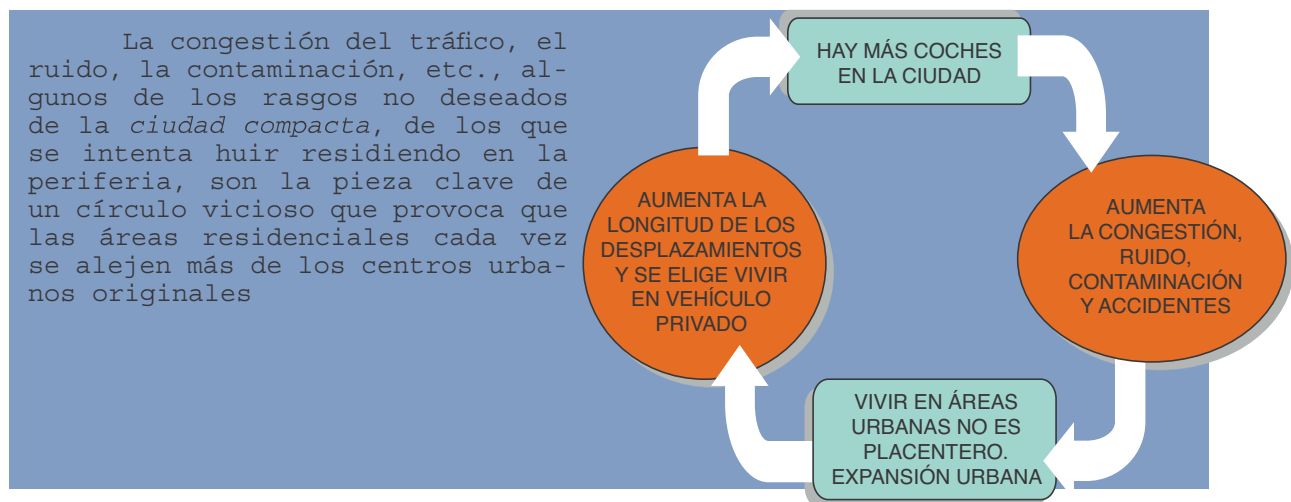 La congestión del tráfico, el
ruido, la contaminación, etc., al-
gunos de los rasgos no deseados
de la ciudad compacta, de los que
se intenta huir residiendo en la
periferia, son la pieza clave de
un círculo vicioso que provoca que
las áreas residenciales cada vez
se alejen más de los centros urba-
nos originales
HAY MÁS COCHES
EN LA CIUDAD
AUMENTA
LA CONGESTIÓN,
RUIDO,
CONTAMINACIÓN
Y ACCIDENTES
VIVIR EN ÁREAS
URBANAS NO ES
PLACENTERO.
EXPANSIÓN URBANA
AUMENTA LA
LONGITUD DE LOS
DESPLAZAMIENTOS
Y SE ELIGE VIVIR
EN VEHÍCULO
PRIVADO